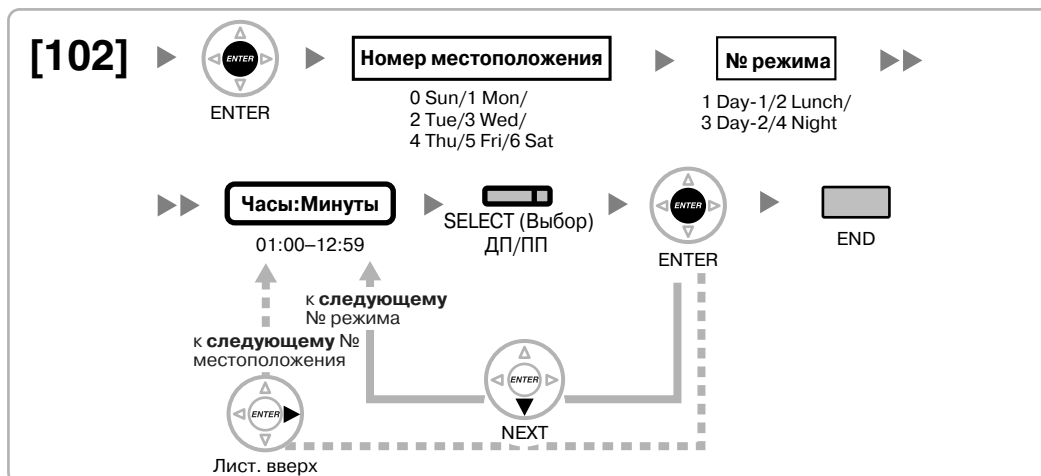 [102]
ENTER
ENTER
Номер местоположения
0 Sun/1 Mon/
2 Tue/3 Wed/
4 Thu/5 Fri/6 Sat
№ режима
1 Day-1/2 Lunch/
3 Day-2/4 Night
Часы:Минуты
01:00–12:59
SELECT (Выбор)
ДП/ПП
ENTER
ENTER
END
к следующему
№ режима
к следующему №
местоположения
ENTER
NEXT
ENTER
Лист. вверх